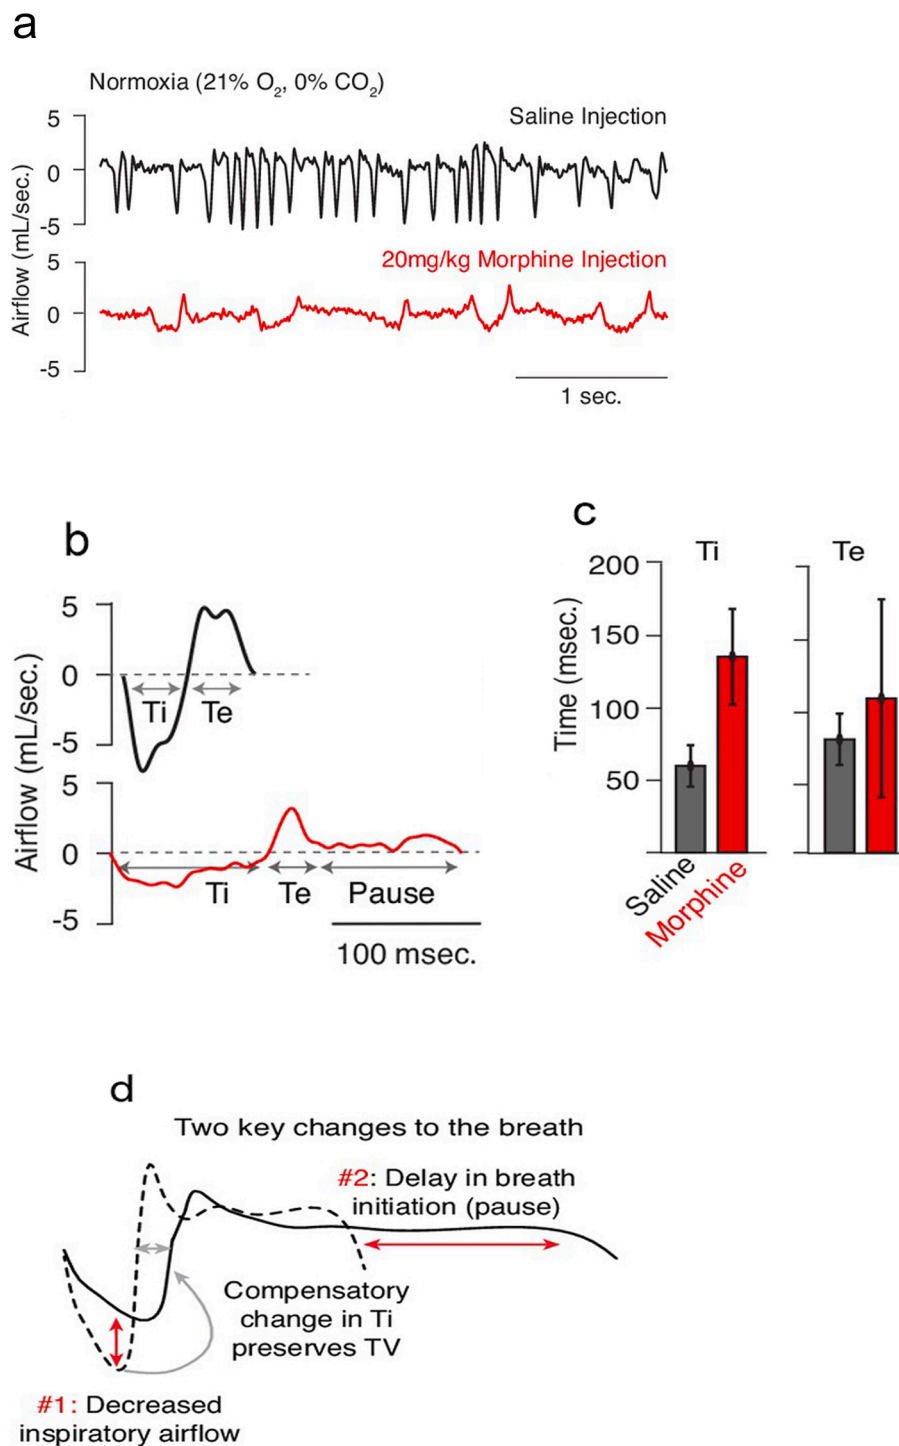 a
Normoxia (21% O2, 0% CO2)
Saline Injection
5
0
-5
20mg/kg Morphine Injection
5
0
-5
Airflow (mL/sec.)
1 sec.
b
5
0
-5
Ti
Te
5
0
-5
Ti
Te
Pause
Airflow (mL/sec.)
100 msec.
c
Ti
Te
200
150
100
50
Time (msec.)
Saline
Morphine
d
Two key changes to the breath
#2: Delay in breath
initiation (pause)
Compensatory
change in Ti
preserves TV
#1: Decreased
inspiratory airflow